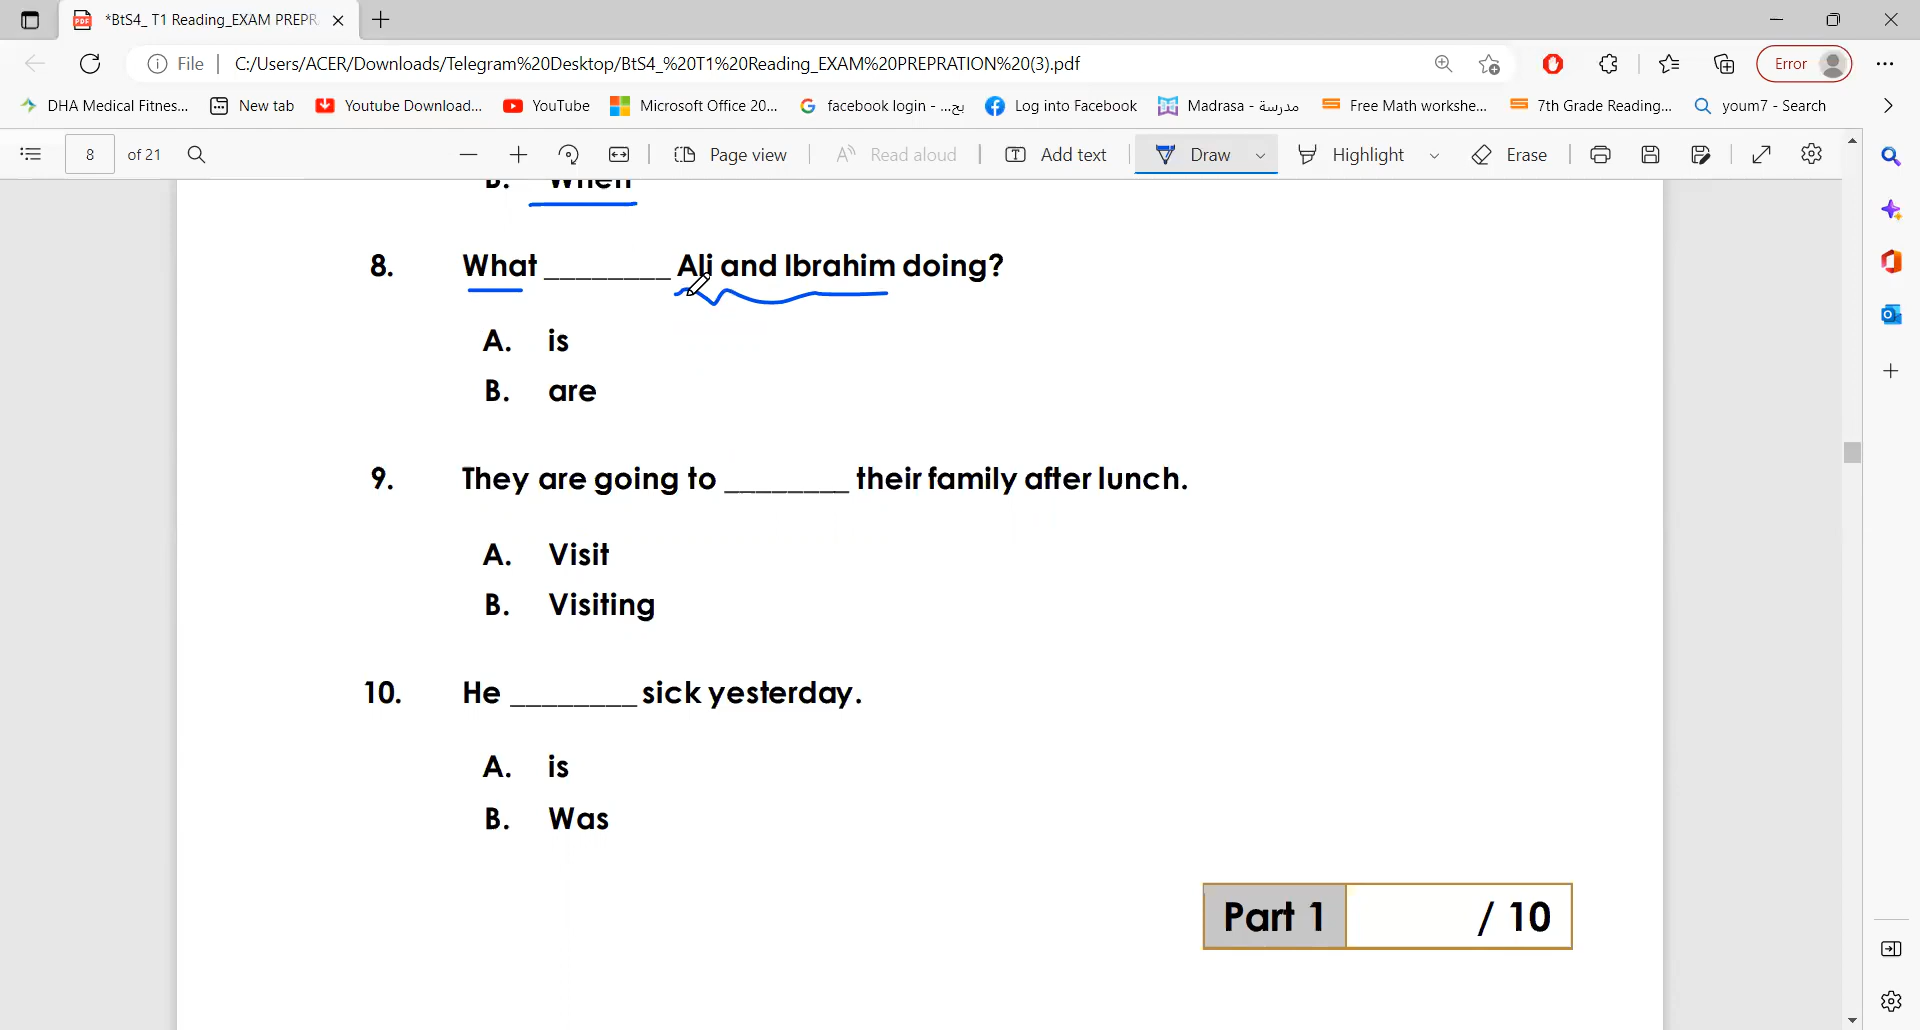 *BtS4_ T1 Reading_EXAM PREPR
File
C:/Users/ACER/Downloads/Telegram%20Desktop/BtS4_%20T1%20Reading_EXAM%20PREPRATION%20(3).pdf
Error
DHA Medical Fitnes... New tab Youtube Download... YouTube Microsoft Office 20... facebook login - ...بح Log into Facebook Madrasa - مدرسة Free Math workshe... 7th Grade Reading... youm7 - Search
8 of 21 Page view Read aloud Add text Draw Highlight Erase
B. When
8. What ________ Ali and Ibrahim doing?
A. is
B. are
9. They are going to ________ their family after lunch.
A. Visit
B. Visiting
10. He ________ sick yesterday.
A. is
B. Was
Part 1 / 10